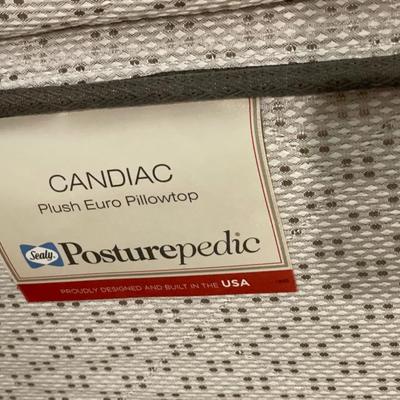 CANDIAC
Plush Euro Pillowtop
Sealy Posturepedic
PROUDLY DESIGNED AND BUILT IN THE USA